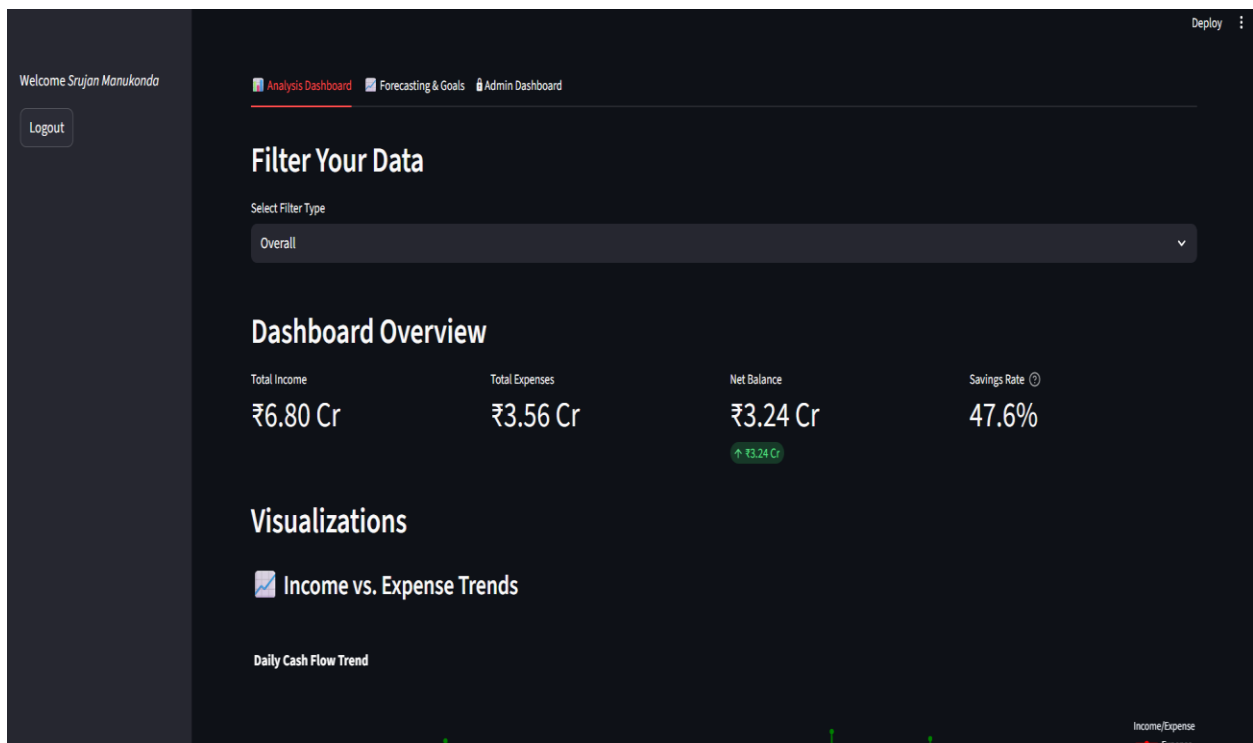 Deploy
Welcome Srujan Manukonda
Logout
Analysis Dashboard Forecasting & Goals Admin Dashboard
Filter Your Data
Select Filter Type
Overall
Dashboard Overview
Total Income Total Expenses Net Balance Savings Rate
₹6.80 Cr ₹3.56 Cr ₹3.24 Cr 47.6%
↑ ₹3.24 Cr
Visualizations
Income vs. Expense Trends
Daily Cash Flow Trend
Income/Expense